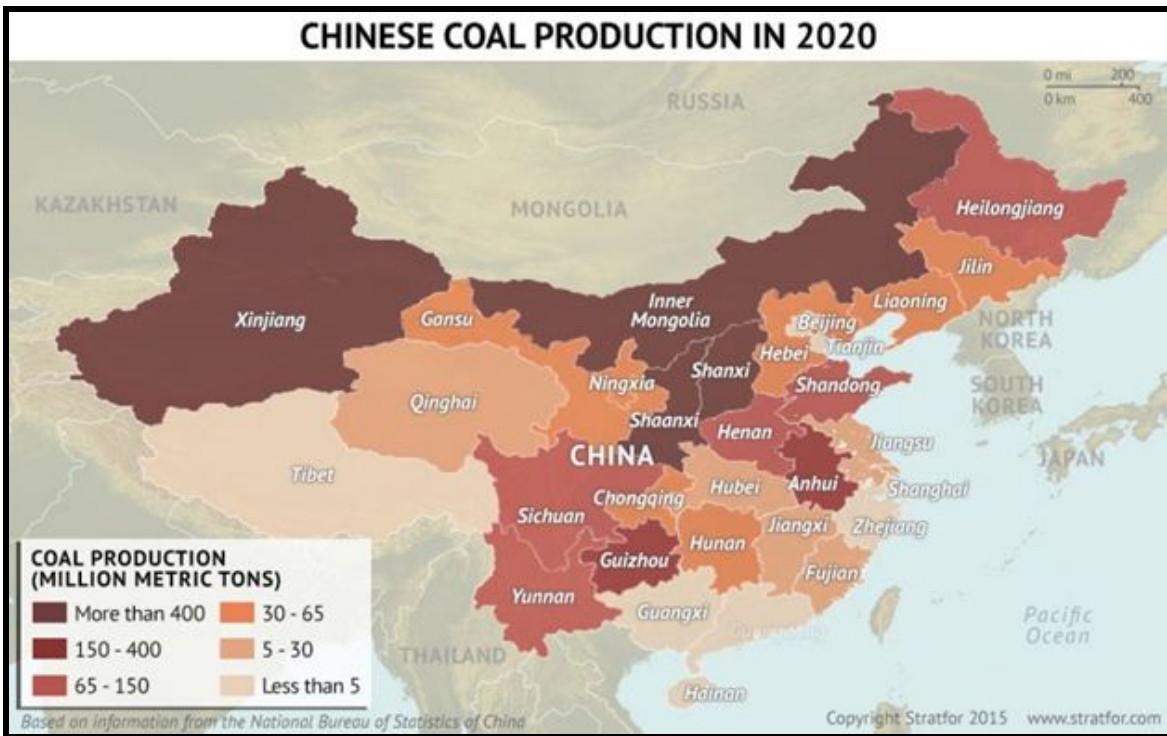 CHINESE COAL PRODUCTION IN 2020
0 mi 200
0 km 400
RUSSIA
KAZAKHSTAN
MONGOLIA
Heilongjiang
Jilin
Xinjiang
Gansu
Inner
Mongolia
Liaoning
Beijing
NORTH
KOREA
Tianjin
Hebei
Ningxia
Shanxi
Shandong
SOUTH
KOREA
Qinghai
Shaanxi
Henan
Jiangsu
CHINA
JAPAN
Tibet
Chongqing
Hubei
Anhui
Shanghai
Sichuan
Jiangxi
Zhejiang
Guizhou
Hunan
Fujian
Yunnan
Guangxi
Pacific
Ocean
THAILAND
Hainan
COAL PRODUCTION
(MILLION METRIC TONS)
More than 400
30 - 65
150 - 400
5 - 30
65 - 150
Less than 5
Based on information from the National Bureau of Statistics of China
Copyright Stratfor 2015 www.stratfor.com